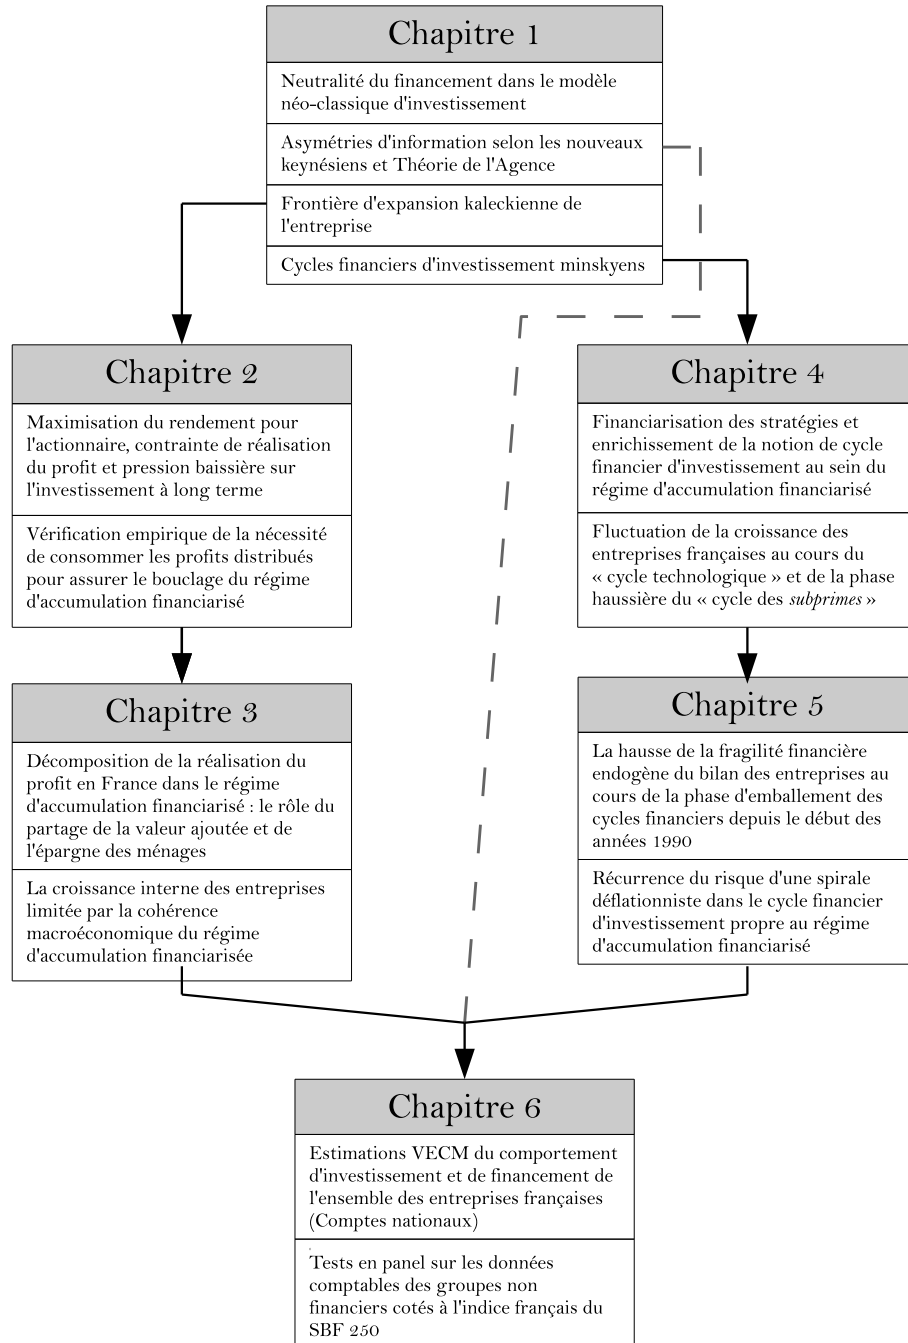 Chapitre 1
Neutralité du financement dans le modèle
néo-classique d'investissement
Asymétries d'information selon les nouveaux
keynésiens et Théorie de l'Agence
Frontière d'expansion kaleckienne de
l'entreprise
Cycles financiers d'investissement minskyens
Chapitre 2
Maximisation du rendement pour
l'actionnaire, contrainte de réalisation
du profit et pression baissière sur
l'investissement à long terme
Vérification empirique de la nécessité
de consommer les profits distribués
pour assurer le bouclage du régime
d'accumulation financiarisé
Chapitre 3
Décomposition de la réalisation du
profit en France dans le régime
d'accumulation financiarisé : le rôle du
partage de la valeur ajoutée et de
l'épargne des ménages
La croissance interne des entreprises
limitée par la cohérence
macroéconomique du régime
d'accumulation financiarisée
Chapitre 4
Financiarisation des stratégies et
enrichissement de la notion de cycle
financier d'investissement au sein du
régime d'accumulation financiarisé
Fluctuation de la croissance des
entreprises françaises au cours du
« cycle technologique » et de la phase
haussière du « cycle des subprimes »
Chapitre 5
La hausse de la fragilité financière
endogène du bilan des entreprises au
cours de la phase d'emballement des
cycles financiers depuis le début des
années 1990
Récurrence du risque d'une spirale
déflationniste dans le cycle financier
d'investissement propre au régime
d'accumulation financiarisé
Chapitre 6
Estimations VECM du comportement
d'investissement et de financement de
l'ensemble des entreprises françaises
(Comptes nationaux)
Tests en panel sur les données
comptables des groupes non
financiers cotés à l'indice français du
SBF 250